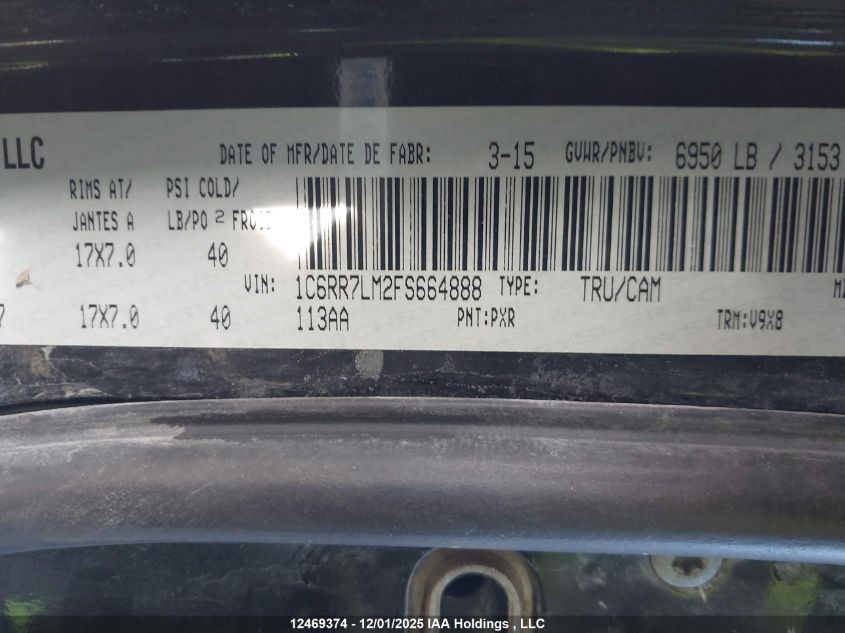 LLC DATE OF MFR/DATE DE FABR: 3-15 GVWR/PNBV: 6950 LB / 3153
RIMS AT/ PSI COLD/
JANTES A LB/PO 2 FROID
17X7.0 40
VIN: 1C6RR7LM2FS664888 TYPE: TRU/CAM
7 17X7.0 40 113AA PNT:PXR TRM:V9X8
12469374 - 12/01/2025 IAA Holdings , LLC